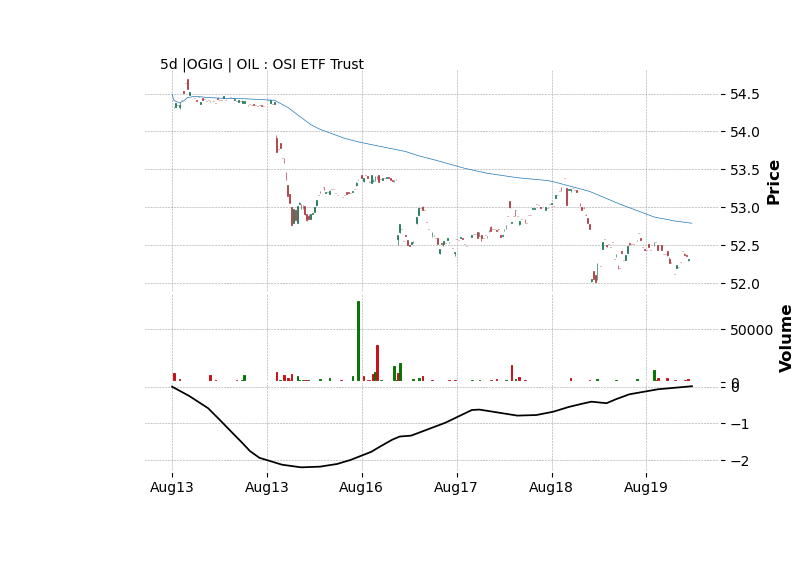 5d |OGIG | OIL : OSI ETF Trust
54.5
54.0
53.5
53.0
52.5
52.0
Price
50000
0
Volume
0
−1
−2
Aug13 Aug13 Aug16 Aug17 Aug18 Aug19